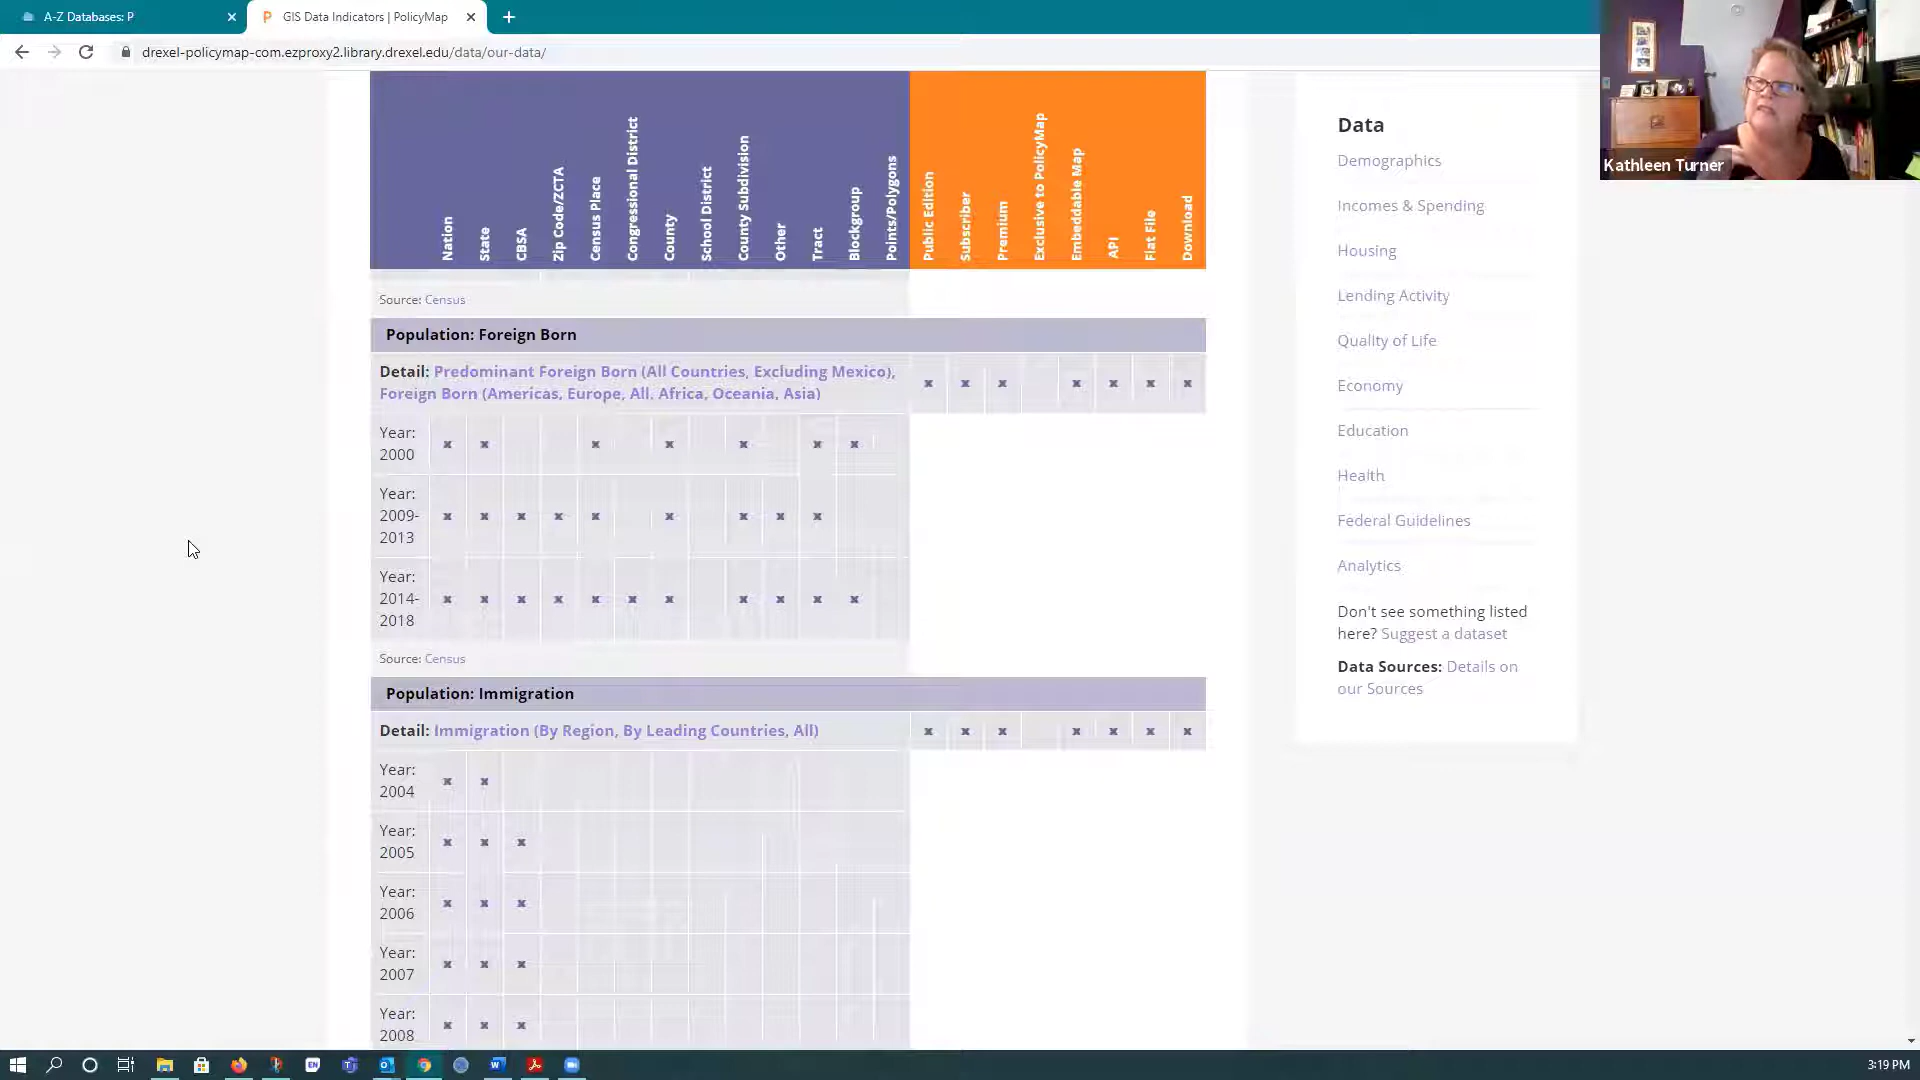 A-Z Databases: P
GIS Data Indicators | PolicyMap
drexel-policymap-com.ezproxy2.library.drexel.edu/data/our-data/
Kathleen Turner
Nation
State
CBSA
Zip Code/ZCTA
Census Place
Congressional District
County
School District
County Subdivision
Other
Tract
Blockgroup
Points/Polygons
Public Edition
Subscriber
Premium
Exclusive to PolicyMap
Embeddable Map
API
Flat File
Download
Source: Census
Population: Foreign Born
Detail: Predominant Foreign Born (All Countries, Excluding Mexico),
Foreign Born (Americas, Europe, All, Africa, Oceania, Asia)
x x x x x x x
Year:
2000
x x x x x x x
Year:
2009-
2013
x x x x x x x x x
Year:
2014-
2018
x x x x x x x x x x x
Source: Census
Population: Immigration
Detail: Immigration (By Region, By Leading Countries, All)
x x x x x x x
Year:
2004
x x
Year:
2005
x x x
Year:
2006
x x x
Year:
2007
x x x
Year:
2008
x x x
Data
Demographics
Incomes & Spending
Housing
Lending Activity
Quality of Life
Economy
Education
Health
Federal Guidelines
Analytics
Don't see something listed
here? Suggest a dataset
Data Sources: Details on
our Sources
EN
3:19 PM